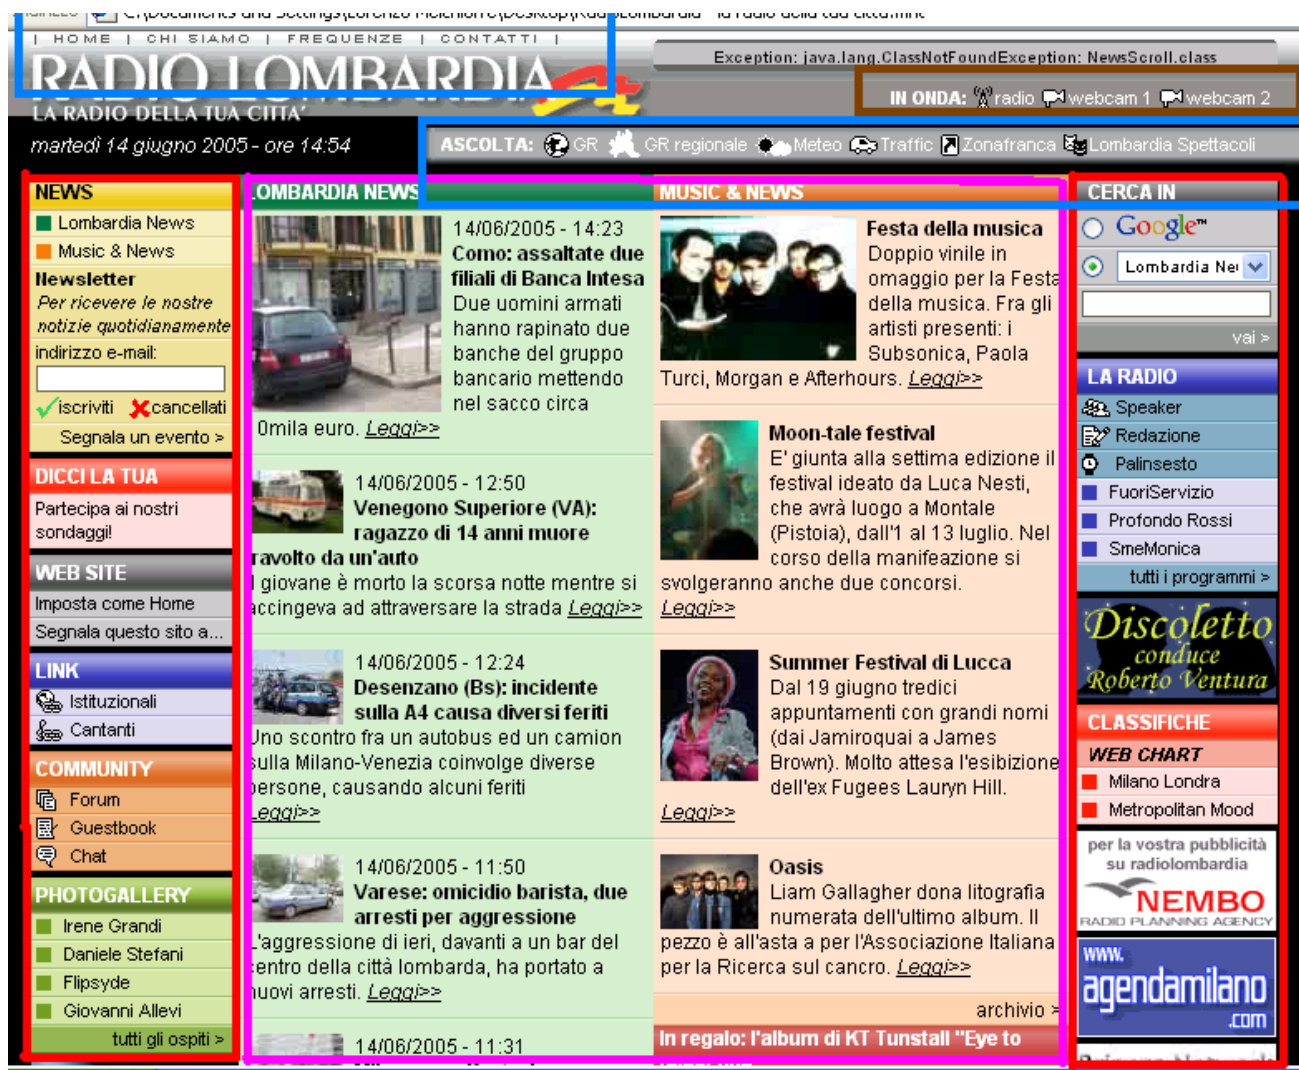 C:\Documents and Settings\Lorenzo Melchiorre\Desktop\RadioLombardia - la radio della tua città.mht
| HOME | CHI SIAMO | FREQUENZE | CONTATTI |
Exception: java.lang.ClassNotFoundException: NewsScroll.class
RADIO LOMBARDIA
LA RADIO DELLA TUA CITTA'
IN ONDA: radio webcam 1 webcam 2
martedì 14 giugno 2005 - ore 14:54
ASCOLTA: GR GR regionale Meteo Traffic Zonafranca Lombardia Spettacoli
NEWS
Lombardia News
Music & News
Newsletter
Per ricevere le nostre
notizie quotidianamente
indirizzo e-mail:
iscriviti cancellati
Segnala un evento >
DICCI LA TUA
Partecipa ai nostri
sondaggi!
WEB SITE
Imposta come Home
Segnala questo sito a...
LINK
Istituzionali
Cantanti
COMMUNITY
Forum
Guestbook
Chat
PHOTOGALLERY
Irene Grandi
Daniele Stefani
Flipsyde
Giovanni Allevi
tutti gli ospiti >
LOMBARDIA NEWS
14/06/2005 - 14:23
Como: assaltate due
filiali di Banca Intesa
Due uomini armati
hanno rapinato due
banche del gruppo
bancario mettendo
nel sacco circa
0mila euro. Leggi>>
14/06/2005 - 12:50
Venegono Superiore (VA):
ragazzo di 14 anni muore
ravolto da un'auto
l giovane è morto la scorsa notte mentre si
accingeva ad attraversare la strada Leggi>>
14/06/2005 - 12:24
Desenzano (Bs): incidente
sulla A4 causa diversi feriti
Uno scontro fra un autobus ed un camion
sulla Milano-Venezia coinvolge diverse
persone, causando alcuni feriti
Leggi>>
14/06/2005 - 11:50
Varese: omicidio barista, due
arresti per aggressione
L'aggressione di ieri, davanti a un bar del
centro della città lombarda, ha portato a
nuovi arresti. Leggi>>
14/06/2005 - 11:31
MUSIC & NEWS
Festa della musica
Doppio vinile in
omaggio per la Festa
della musica. Fra gli
artisti presenti: i
Subsonica, Paola
Turci, Morgan e Afterhours. Leggi>>
Moon-tale festival
E' giunta alla settima edizione il
festival ideato da Luca Nesti,
che avrà luogo a Montale
(Pistoia), dall'1 al 13 luglio. Nel
corso della manifeazione si
svolgeranno anche due concorsi.
Leggi>>
Summer Festival di Lucca
Dal 19 giugno tredici
appuntamenti con grandi nomi
(dai Jamiroquai a James
Brown). Molto attesa l'esibizione
dell'ex Fugees Lauryn Hill.
Leggi>>
Oasis
Liam Gallagher dona litografia
numerata dell'ultimo album. Il
pezzo è all'asta a per l'Associazione Italiana
per la Ricerca sul cancro. Leggi>>
archivio >
In regalo: l'album di KT Tunstall "Eye to
CERCA IN
Google™
Lombardia Ne
vai >
LA RADIO
Speaker
Redazione
Palinsesto
FuoriServizio
Profondo Rossi
SmeMonica
tutti i programmi >
Discoletto
conduce
Roberto Ventura
CLASSIFICHE
WEB CHART
Milano Londra
Metropolitan Mood
per la vostra pubblicità
su radiolombardia
NEMBO
RADIO PLANNING AGENCY
www.
agendamilano
.com